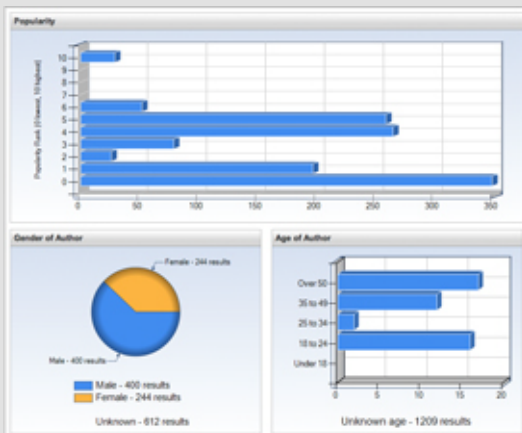 Popularity
Popularity Rank (0 lowest, 10 highest)
10
9
8
7
6
5
4
3
2
1
0
0 50 100 150 200 250 300 350
Gender of Author
Female - 244 results
Male - 400 results
Male - 400 results
Female - 244 results
Unknown - 612 results
Age of Author
Over 50
35 to 49
25 to 34
18 to 24
Under 18
0 5 10 15 20
Unknown age - 1209 results